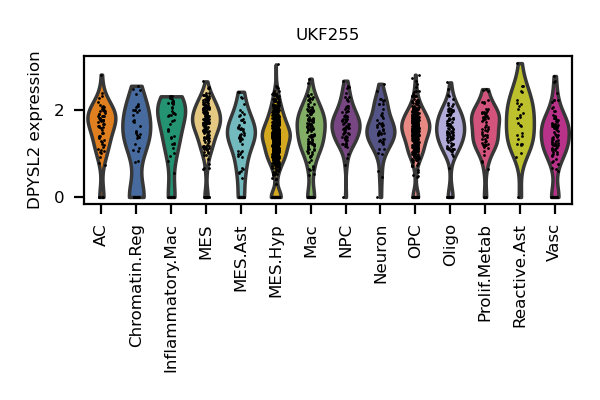 UKF255
DPYSL2 expression
2
0
AC
Chromatin.Reg
Inflammatory.Mac
MES
MES.Ast
MES.Hyp
Mac
NPC
Neuron
OPC
Oligo
Prolif.Metab
Reactive.Ast
Vasc